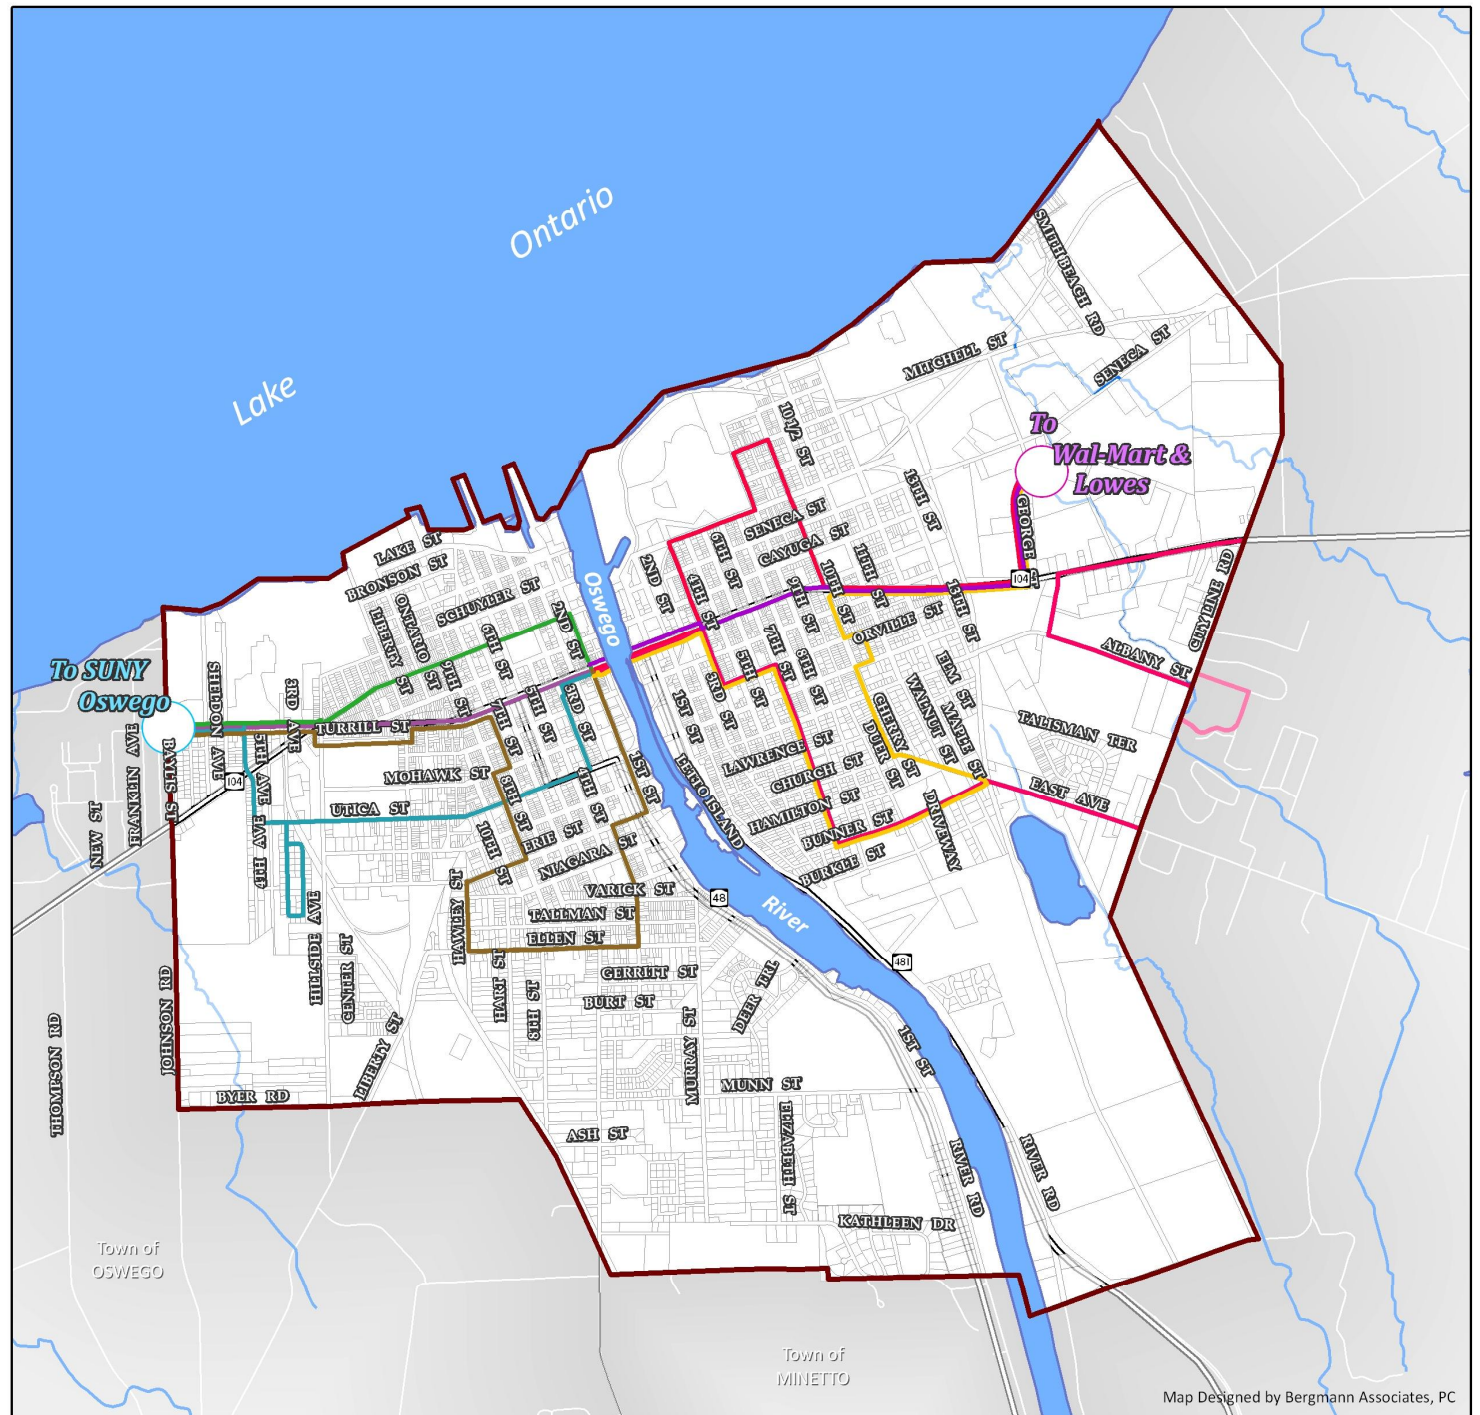 Lake
Ontario
SMITH BEACH RD
MITCHELL ST
SENECA ST
10 1/2 ST
To
Wal-Mart &
Lowes
13TH ST
GEORGE ST
104
CITYLINE RD
SENECA ST
CAYUGA ST
6TH ST
2ND ST
4TH ST
11TH ST
10TH ST
9TH ST
13TH ST
ORVILLE ST
ALBANY ST
LAKE ST
BRONSON ST
SCHUYLER ST
ONTARIO ST
LIBERTY ST
2ND ST
6TH ST
9TH ST
Oswego
7TH ST
8TH ST
5TH ST
3RD ST
1ST ST
ELM ST
WALNUT ST
MAPLE ST
CHERRY ST
DUER ST
TALISMAN TER
To SUNY
Oswego
SHELDON AVE
3RD AVE
TURRILL ST
5TH AVE
DAVIS ST
FRANKLIN AVE
NEW ST
104
4TH AVE
7TH ST
5TH ST
3RD ST
MOHAWK ST
8TH ST
UTICA ST
4TH ST
1ST ST
LEITO ISLAND
LAWRENCE ST
CHURCH ST
HAMILTON ST
BUNNER ST
BURKLE ST
DRIVEWAY
EAST AVE
10TH ST
ERIE ST
NIAGARA ST
VARICK ST
TALLMAN ST
ELLEN ST
48
River
481
HAWLEY ST
HILLSIDE AVE
CENTER ST
HART ST
8TH ST
GERRITT ST
BURT ST
DEER TRL
MURRAY ST
1ST ST
THOMPSON RD
JOHNSON RD
LIBERTY ST
BYER RD
MUNN ST
ASH ST
ELIZABETH ST
RIVER RD
RIVER RD
KATHLEEN DR
Town of
OSWEGO
Town of
MINETTO
Map Designed by Bergmann Associates, PC